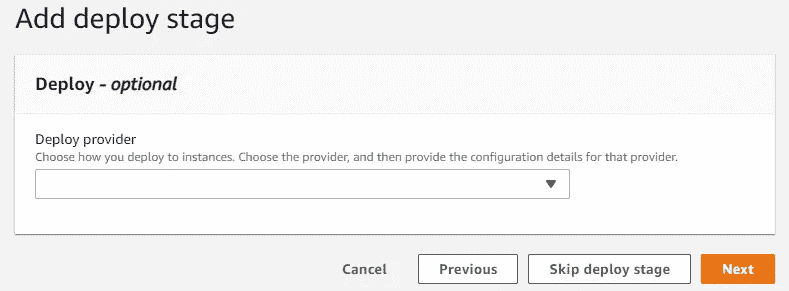 Add deploy stage
Deploy - optional
Deploy provider
Choose how you deploy to instances. Choose the provider, and then provide the configuration details for that provider.
Cancel Previous Skip deploy stage Next